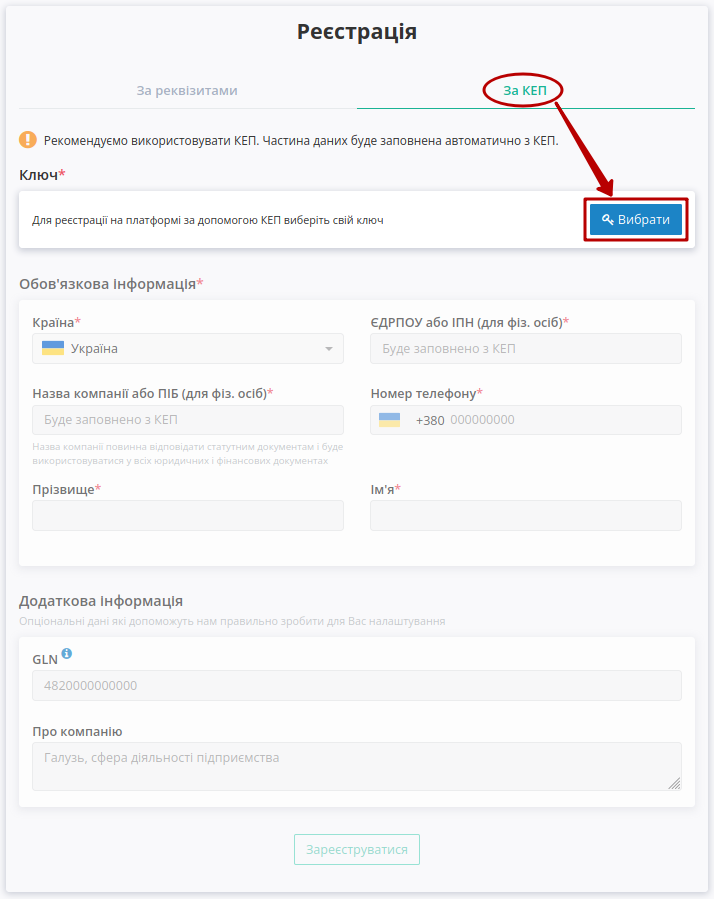 Реєстрація
За реквізитами
За КЕП
Рекомендуємо використовувати КЕП. Частина даних буде заповнена автоматично з КЕП.
Ключ*
Для реєстрації на платформі за допомогою КЕП виберіть свій ключ
Вибрати
Обов'язкова інформація*
Країна*
ЄДРПОУ або ІПН (для фіз. осіб)*
Україна
Буде заповнено з КЕП
Назва компанії або ПІБ (для фіз. осіб)*
Номер телефону*
Буде заповнено з КЕП
+380 000000000
Назва компанії повинна відповідати статутним документам і буде
використовуватися у всіх юридичних і фінансових документах
Прізвище*
Ім'я*
Додаткова інформація
Опціональні дані які допоможуть нам правильно зробити для Вас налаштування
GLN
4820000000000
Про компанію
Галузь, сфера діяльності підприємства
Зареєструватися